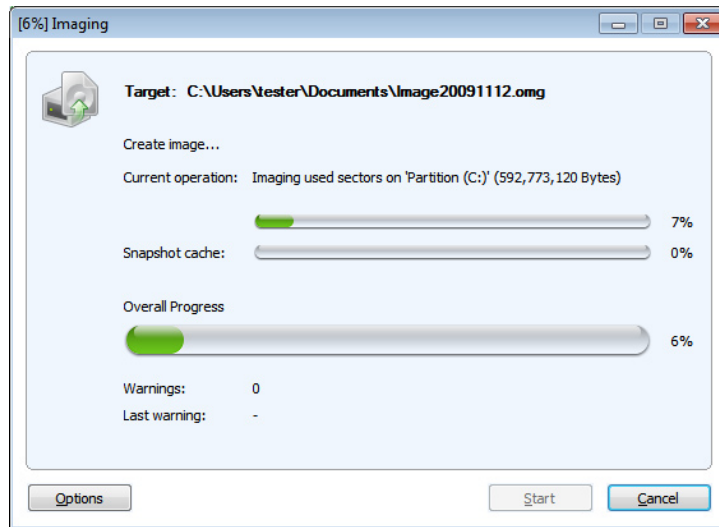 [6%] Imaging
Target: C:\Users\tester\Documents\Image20091112.omg
Create image...
Current operation: Imaging used sectors on 'Partition (C:)' (592,773,120 Bytes)
7%
Snapshot cache: 0%
Overall Progress
6%
Warnings: 0
Last warning: -
Options Start Cancel